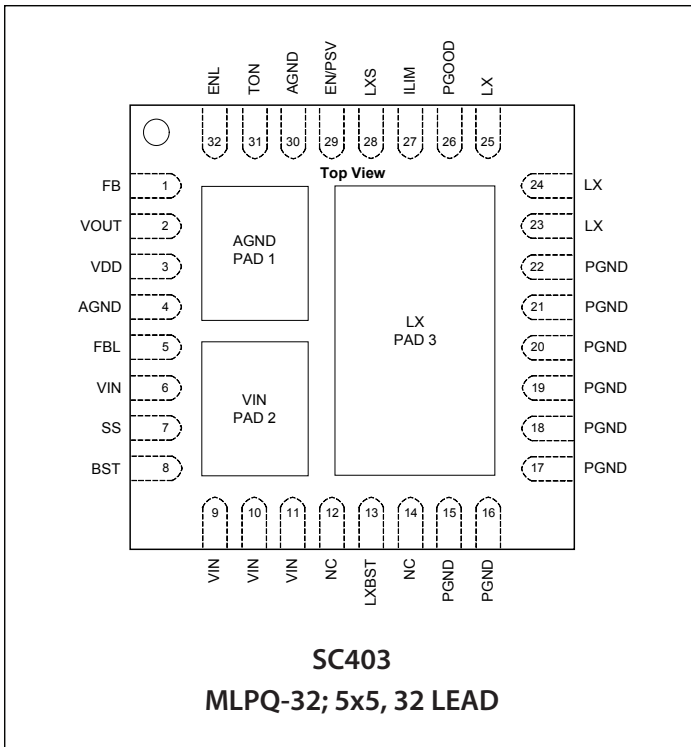 ENL
TON
AGND
EN/PSV
LXS
ILIM
PGOOD
LX
32
31
30
29
28
27
26
25
Top View
FB 1
VOUT 2
VDD 3
AGND 4
FBL 5
VIN 6
SS 7
BST 8
AGND
PAD 1
VIN
PAD 2
LX
PAD 3
24 LX
23 LX
22 PGND
21 PGND
20 PGND
19 PGND
18 PGND
17 PGND
9
10
11
12
13
14
15
16
VIN
VIN
VIN
NC
LXBST
NC
PGND
PGND
SC403
MLPQ-32; 5x5, 32 LEAD